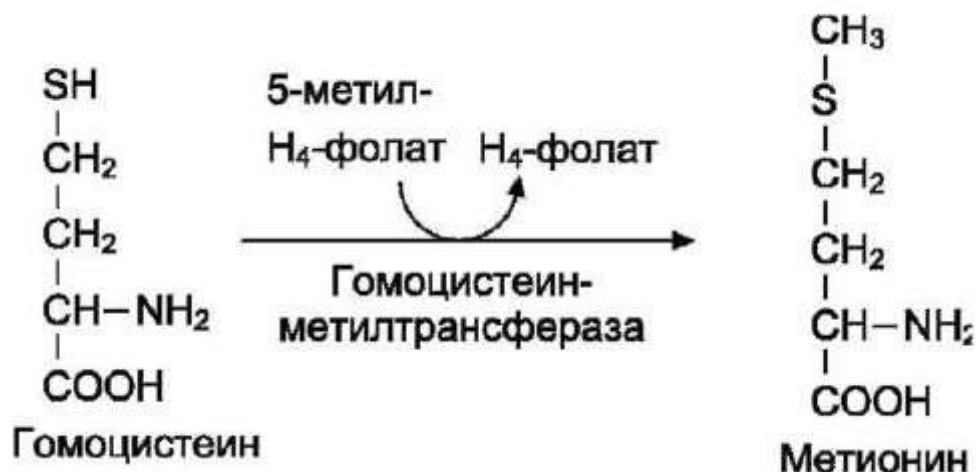 SH
CH₂
CH₂
CH–NH₂
COOH
Гомоцистеин
5-метил-
H₄-фолат H₄-фолат
Гомоцистеин-
метилтрансфераза
CH₃
S
CH₂
CH₂
CH–NH₂
COOH
Метионин